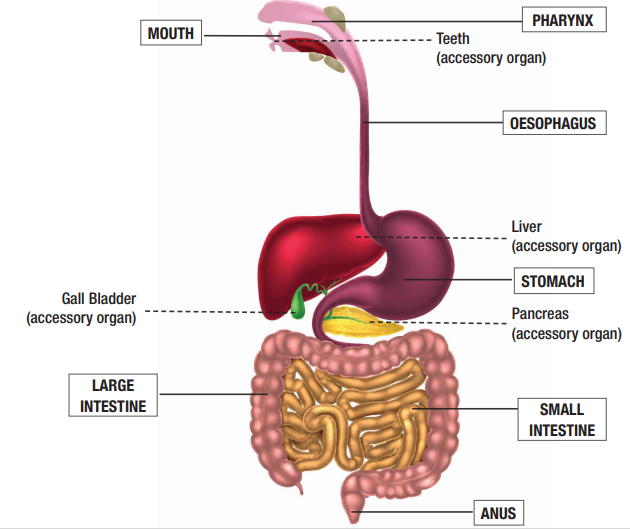 PHARYNX
MOUTH
Teeth
(accessory organ)
OESOPHAGUS
Liver
(accessory organ)
STOMACH
Gall Bladder
(accessory organ)
Pancreas
(accessory organ)
LARGE
INTESTINE
SMALL
INTESTINE
ANUS